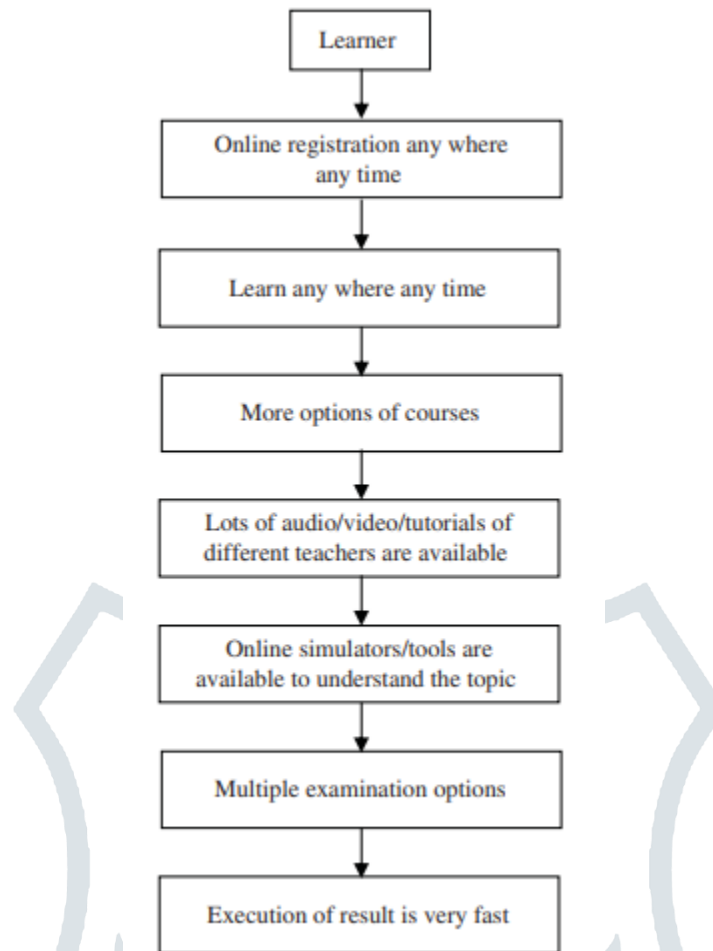 Learner
Online registration any where
any time
Learn any where any time
More options of courses
Lots of audio/video/tutorials of
different teachers are available
Online simulators/tools are
available to understand the topic
Multiple examination options
Execution of result is very fast